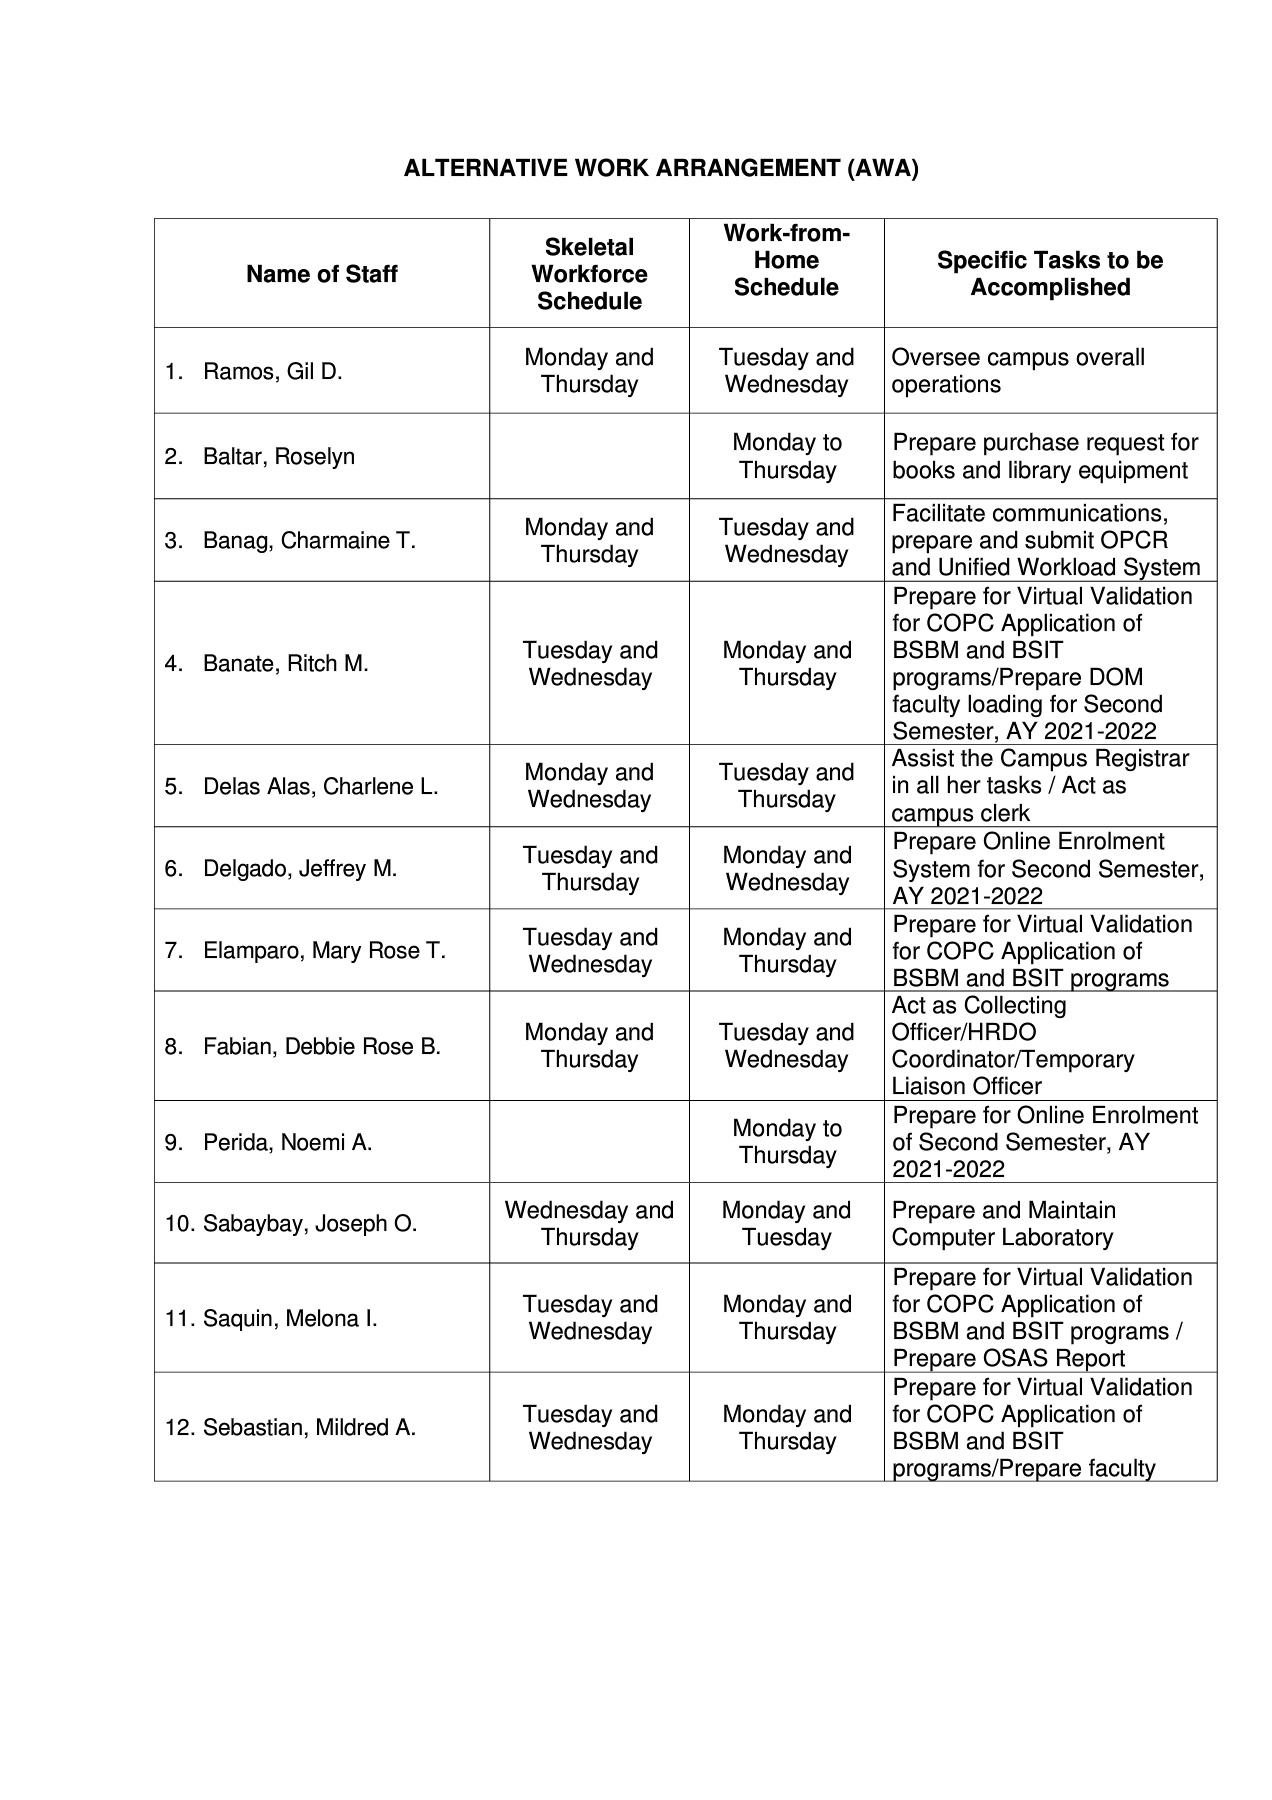 ALTERNATIVE WORK ARRANGEMENT (AWA)
Name of Staff
Skeletal
Workforce
Schedule
Work-from-
Home
Schedule
Specific Tasks to be
Accomplished
1. Ramos, Gil D.
Monday and
Thursday
Tuesday and
Wednesday
Oversee campus overall
operations
2. Baltar, Roselyn
Monday to
Thursday
Prepare purchase request for
books and library equipment
3. Banag, Charmaine T.
Monday and
Thursday
Tuesday and
Wednesday
Facilitate communications,
prepare and submit OPCR
and Unified Workload System
4. Banate, Ritch M.
Tuesday and
Wednesday
Monday and
Thursday
Prepare for Virtual Validation
for COPC Application of
BSBM and BSIT
programs/Prepare DOM
faculty loading for Second
Semester, AY 2021-2022
5. Delas Alas, Charlene L.
Monday and
Wednesday
Tuesday and
Thursday
Assist the Campus Registrar
in all her tasks / Act as
campus clerk
6. Delgado, Jeffrey M.
Tuesday and
Thursday
Monday and
Wednesday
Prepare Online Enrolment
System for Second Semester,
AY 2021-2022
7. Elamparo, Mary Rose T.
Tuesday and
Wednesday
Monday and
Thursday
Prepare for Virtual Validation
for COPC Application of
BSBM and BSIT programs
8. Fabian, Debbie Rose B.
Monday and
Thursday
Tuesday and
Wednesday
Act as Collecting
Officer/HRDO
Coordinator/Temporary
Liaison Officer
9. Perida, Noemi A.
Monday to
Thursday
Prepare for Online Enrolment
of Second Semester, AY
2021-2022
10. Sabaybay, Joseph O.
Wednesday and
Thursday
Monday and
Tuesday
Prepare and Maintain
Computer Laboratory
11. Saquin, Melona I.
Tuesday and
Wednesday
Monday and
Thursday
Prepare for Virtual Validation
for COPC Application of
BSBM and BSIT programs /
Prepare OSAS Report
12. Sebastian, Mildred A.
Tuesday and
Wednesday
Monday and
Thursday
Prepare for Virtual Validation
for COPC Application of
BSBM and BSIT
programs/Prepare faculty